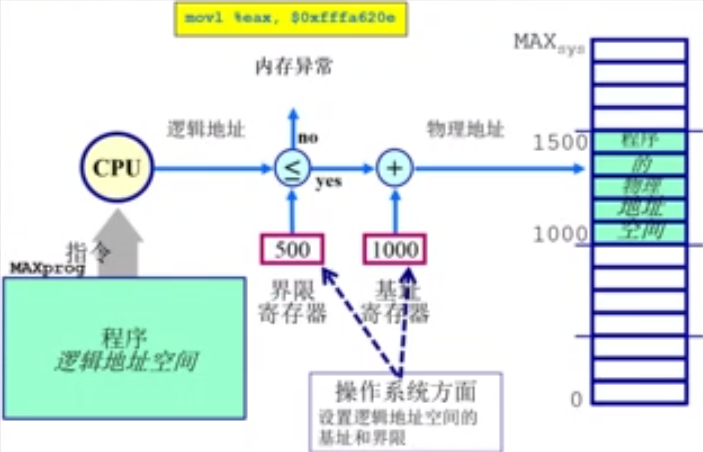 movl %eax, $0xfffa620e
内存异常
MAXsys
逻辑地址
no
物理地址
1500
程序
的
物理
地址
空间
CPU
≤
yes
+
500
1000
1000
指令
MAXprog
界限
寄存器
基址
寄存器
程序
逻辑地址空间
操作系统方面
设置逻辑地址空间的
基址和界限
0